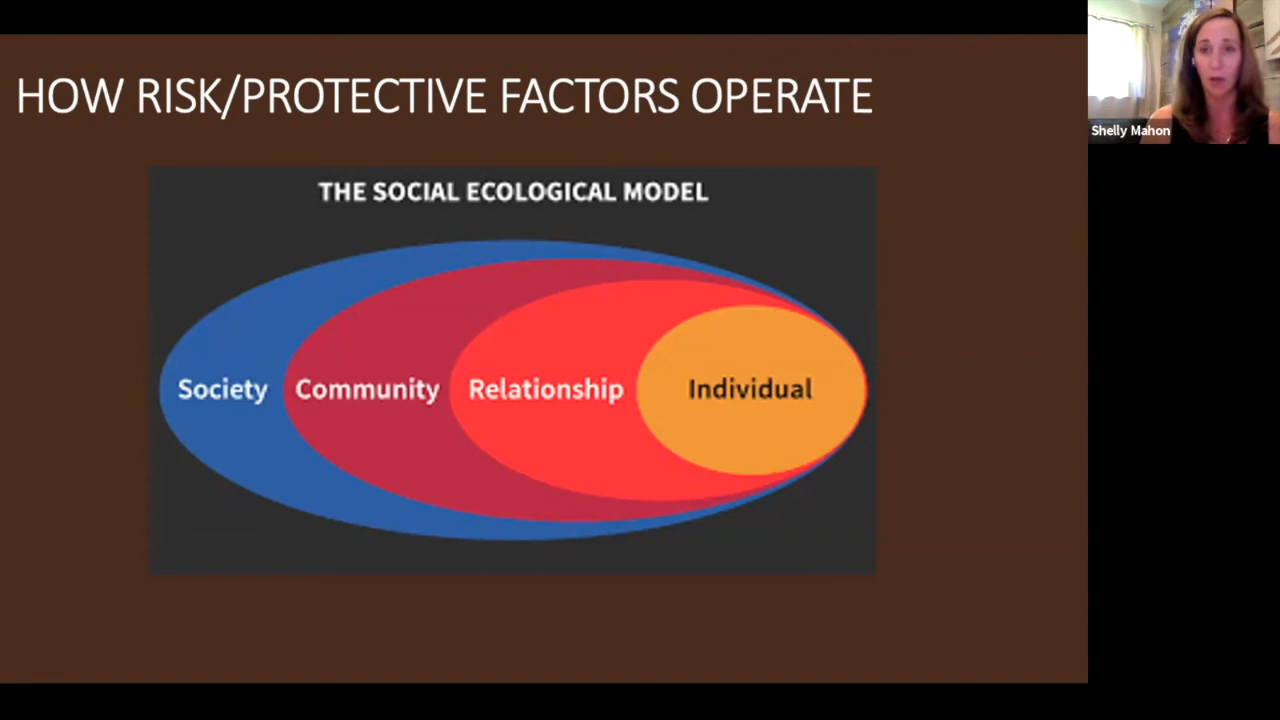 HOW RISK/PROTECTIVE FACTORS OPERATE
THE SOCIAL ECOLOGICAL MODEL
Society Community Relationship Individual
Shelly Mahon